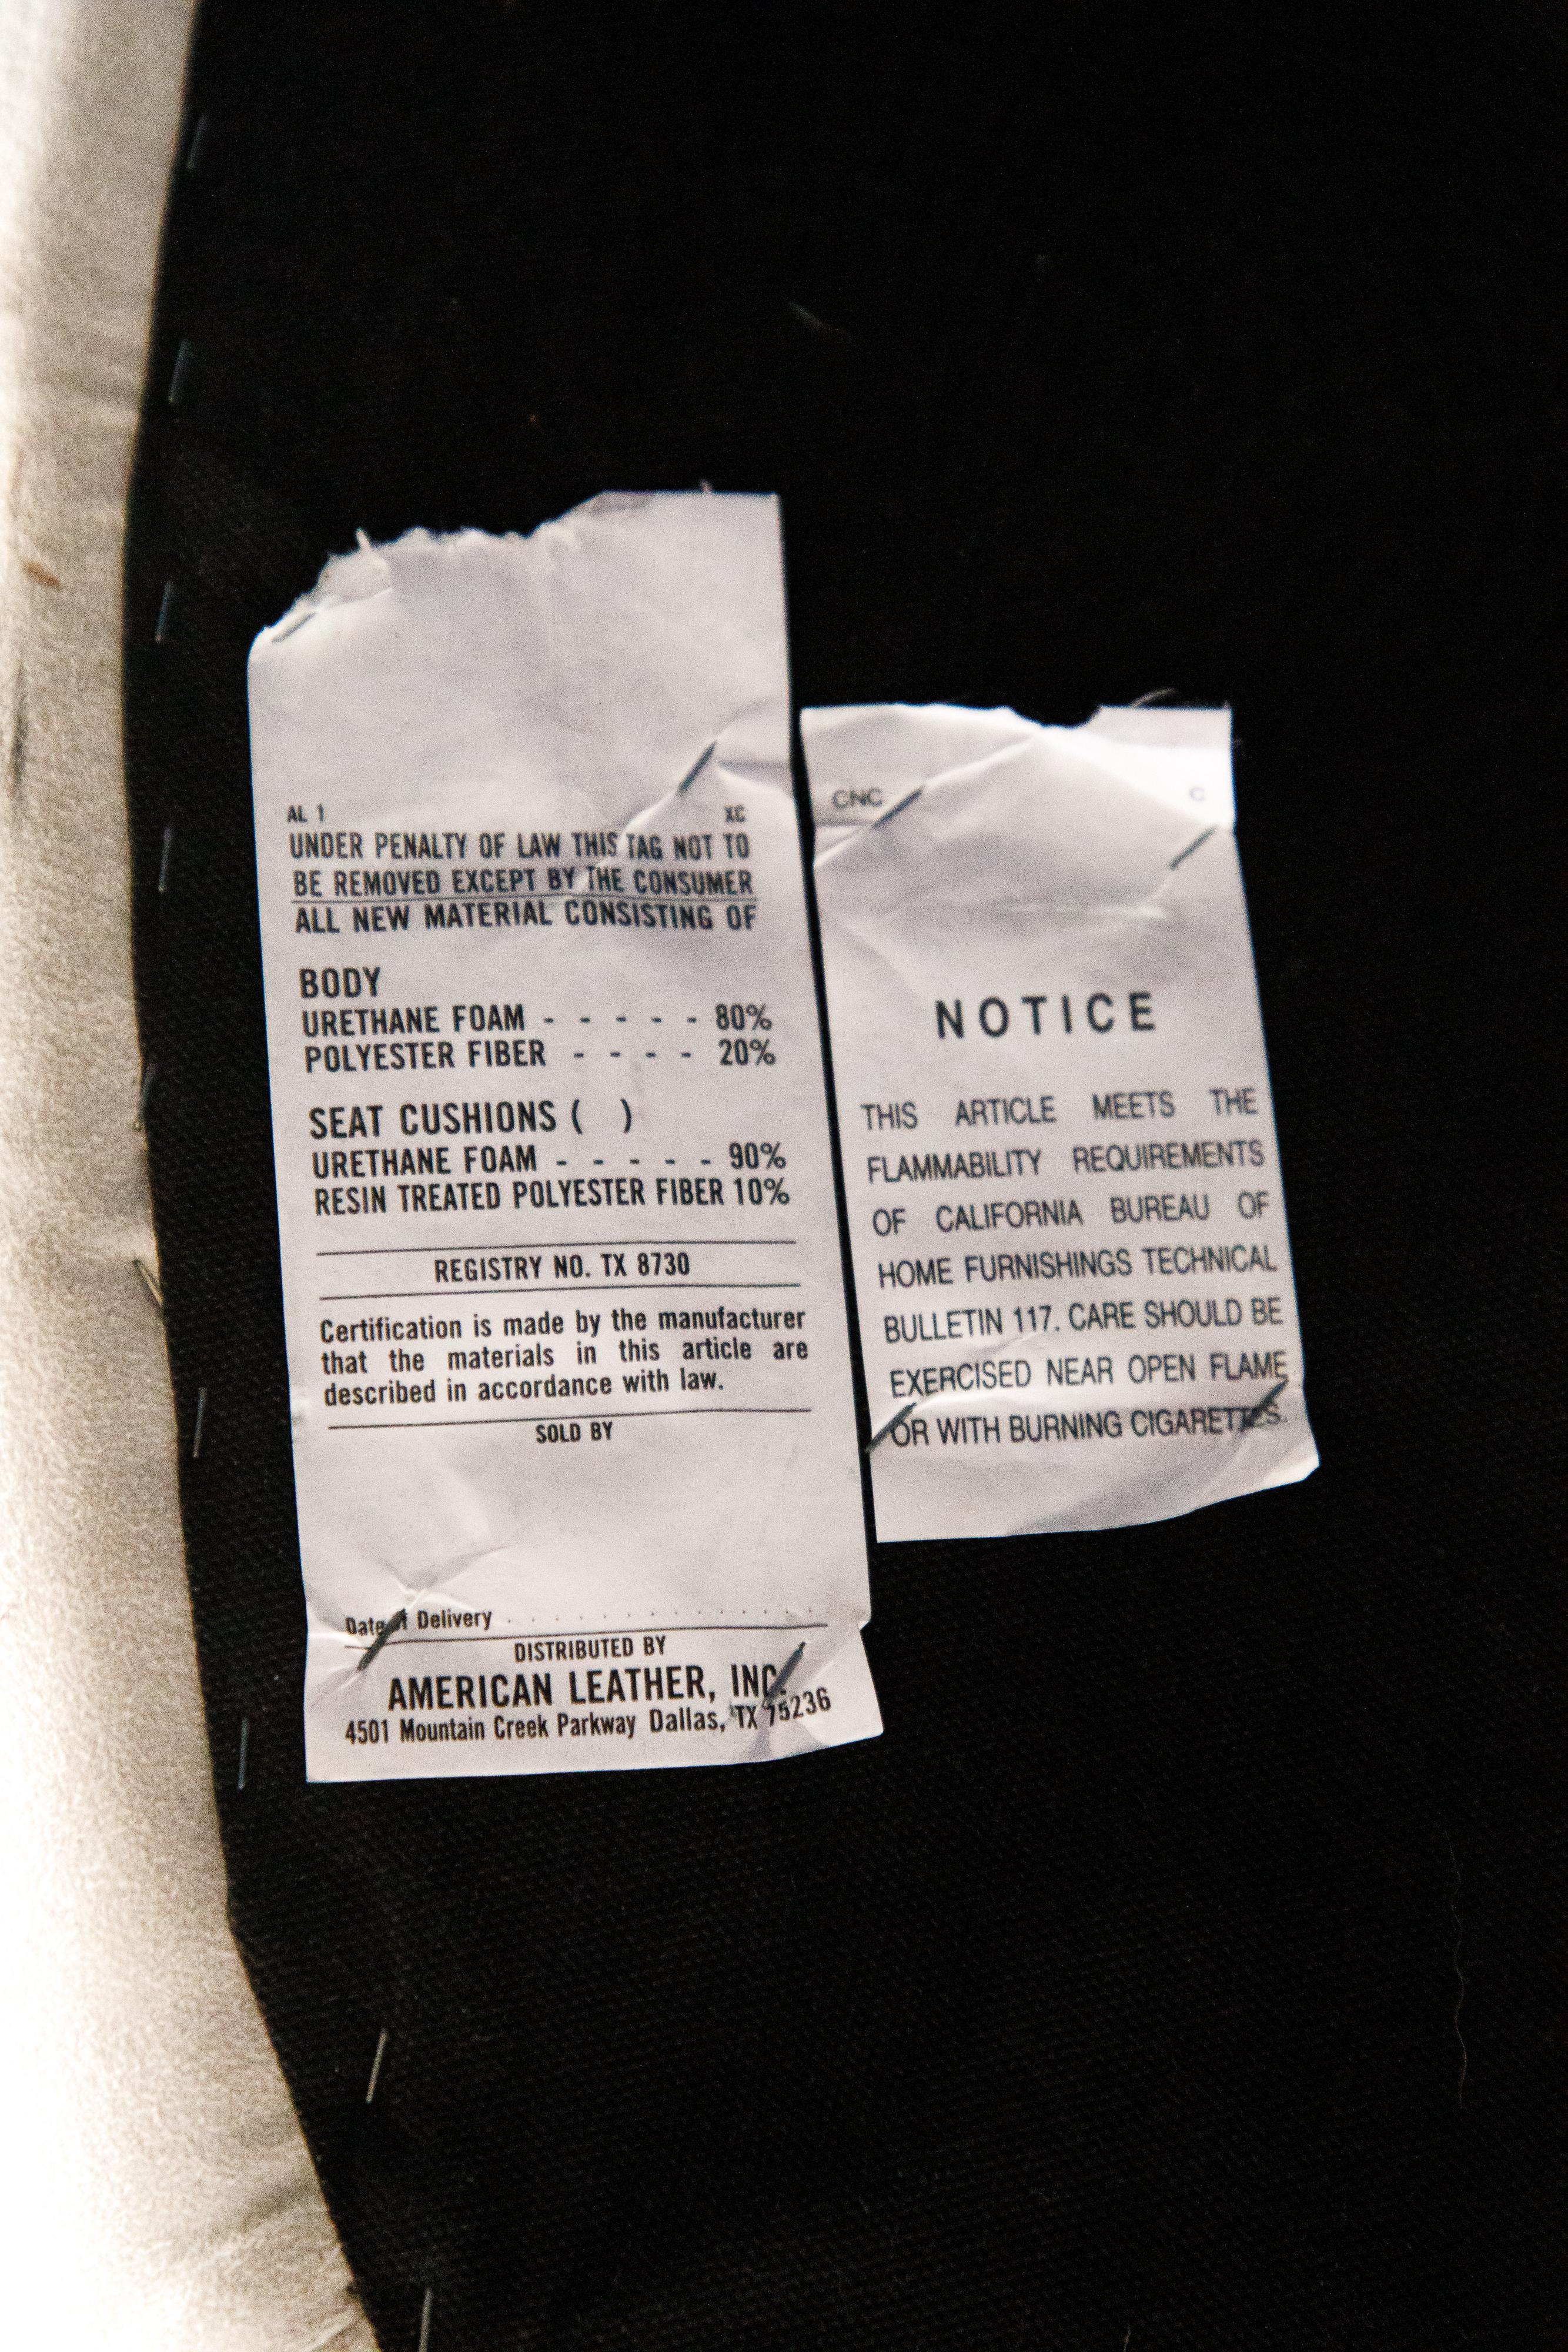 AL 1 XC
UNDER PENALTY OF LAW THIS TAG NOT TO
BE REMOVED EXCEPT BY THE CONSUMER
ALL NEW MATERIAL CONSISTING OF
BODY
URETHANE FOAM - - - - - 80%
POLYESTER FIBER - - - - 20%
SEAT CUSHIONS ( )
URETHANE FOAM - - - - - 90%
RESIN TREATED POLYESTER FIBER 10%
REGISTRY NO. TX 8730
Certification is made by the manufacturer
that the materials in this article are
described in accordance with law.
SOLD BY
Date of Delivery . . . . . . . . . . . . . .
DISTRIBUTED BY
AMERICAN LEATHER, INC.
4501 Mountain Creek Parkway Dallas, TX 75236
CNC C
NOTICE
THIS ARTICLE MEETS THE
FLAMMABILITY REQUIREMENTS
OF CALIFORNIA BUREAU OF
HOME FURNISHINGS TECHNICAL
BULLETIN 117. CARE SHOULD BE
EXERCISED NEAR OPEN FLAME
OR WITH BURNING CIGARETTES.